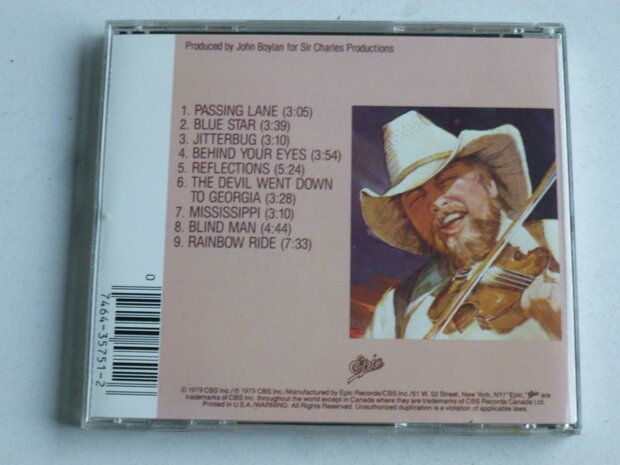 Produced by John Boylan for Sir Charles Productions
1. PASSING LANE (3:05)
2. BLUE STAR (3:39)
3. JITTERBUG (3:10)
4. BEHIND YOUR EYES (3:54)
5. REFLECTIONS (5:24)
6. THE DEVIL WENT DOWN
TO GEORGIA (3:28)
7. MISSISSIPPI (3:10)
8. BLIND MAN (4:44)
9. RAINBOW RIDE (7:33)
0
7464-35751-2
Epic
© 1979 CBS Inc./℗ 1979 CBS Inc./Manufactured by Epic Records/CBS Inc./51 W. 52 Street, New York, NY/"Epic," Epic are
trademarks of CBS Inc. throughout the world except in Canada where they are trademarks of CBS Records Canada Ltd.
Printed in U.S.A./WARNING: All Rights Reserved. Unauthorized duplication is a violation of applicable laws.